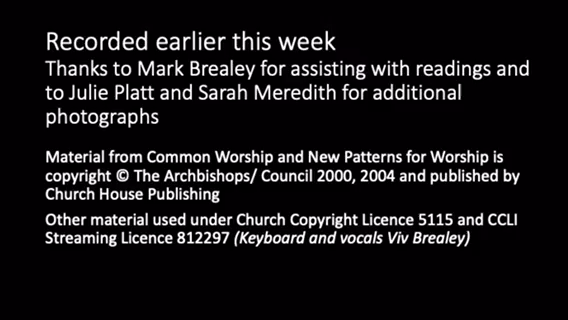 Recorded earlier this week
Thanks to Mark Brealey for assisting with readings and
to Julie Platt and Sarah Meredith for additional
photographs
Material from Common Worship and New Patterns for Worship is
copyright © The Archbishops/ Council 2000, 2004 and published by
Church House Publishing
Other material used under Church Copyright Licence 5115 and CCLI
Streaming Licence 812297 (Keyboard and vocals Viv Brealey)